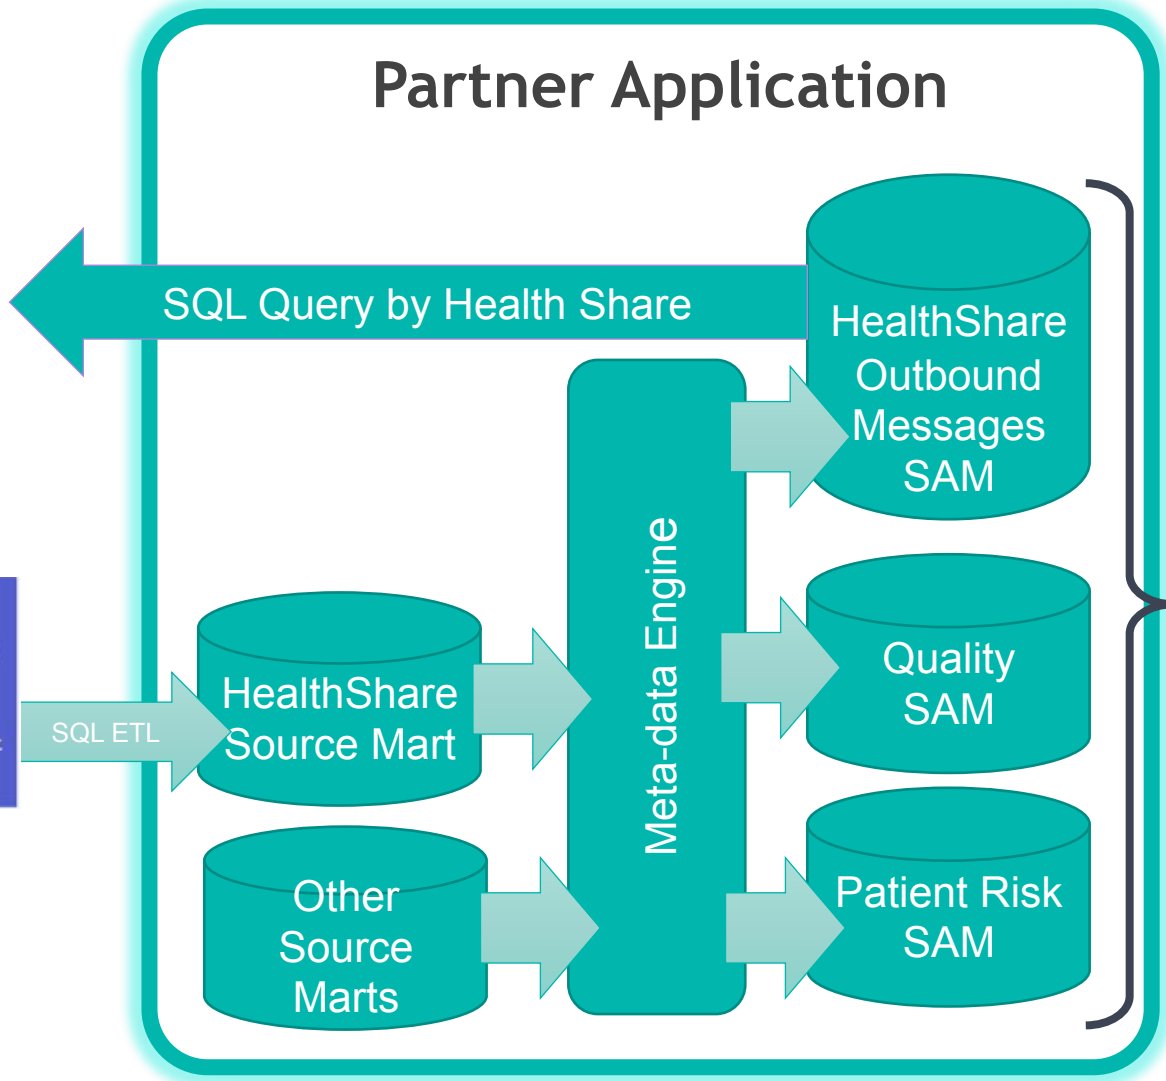 Partner Application
SQL Query by Health Share
HealthShare
Outbound
Messages
SAM
Meta-data Engine
Quality
SAM
SQL ETL
HealthShare
Source Mart
Other
Source
Marts
Patient Risk
SAM